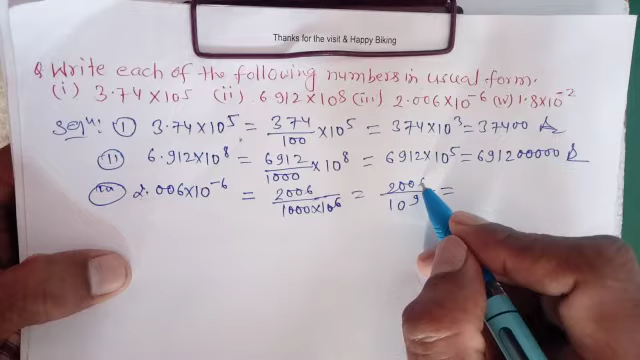 Thanks for the visit & Happy Biking
Q Write each of the following numbers in usual form.
(i) 3.74×10⁵ (ii) 6.912×10⁸ (iii) 2.006×10⁻⁶ (iv) 1.8×10⁻²
Solⁿ: (i) 3.74×10⁵ = 374/100 ×10⁵ = 374×10³ = 37400
(ii) 6.912×10⁸ = 6912/1000 ×10⁸ = 6912×10⁵ = 691200000
2.006×10⁻⁶ = 2006/1000×10⁶ = 2006/10⁹ =